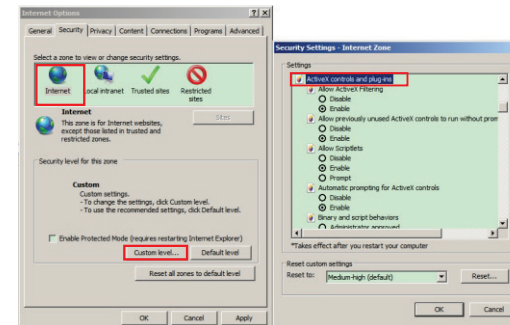 Internet Options
? X
General Security Privacy Content Connections Programs Advanced
Select a zone to view or change security settings.
Internet
Local intranet
Trusted sites
Restricted
sites
Internet
This zone is for Internet websites,
except those listed in trusted and
restricted zones.
Sites
Security level for this zone
Custom
Custom settings.
- To change the settings, click Custom level.
- To use the recommended settings, click Default level.
Enable Protected Mode (requires restarting Internet Explorer)
Custom level...
Default level
Reset all zones to default level
OK
Cancel
Apply
Security Settings - Internet Zone
Settings
ActiveX controls and plug-ins
Allow ActiveX Filtering
Disable
Enable
Allow previously unused ActiveX controls to run without prom
Disable
Enable
Allow Scriptlets
Disable
Enable
Prompt
Automatic prompting for ActiveX controls
Disable
Enable
Binary and script behaviors
Administrator approved
*Takes effect after you restart your computer
Reset custom settings
Reset to:
Medium-high (default)
Reset...
OK
Cancel